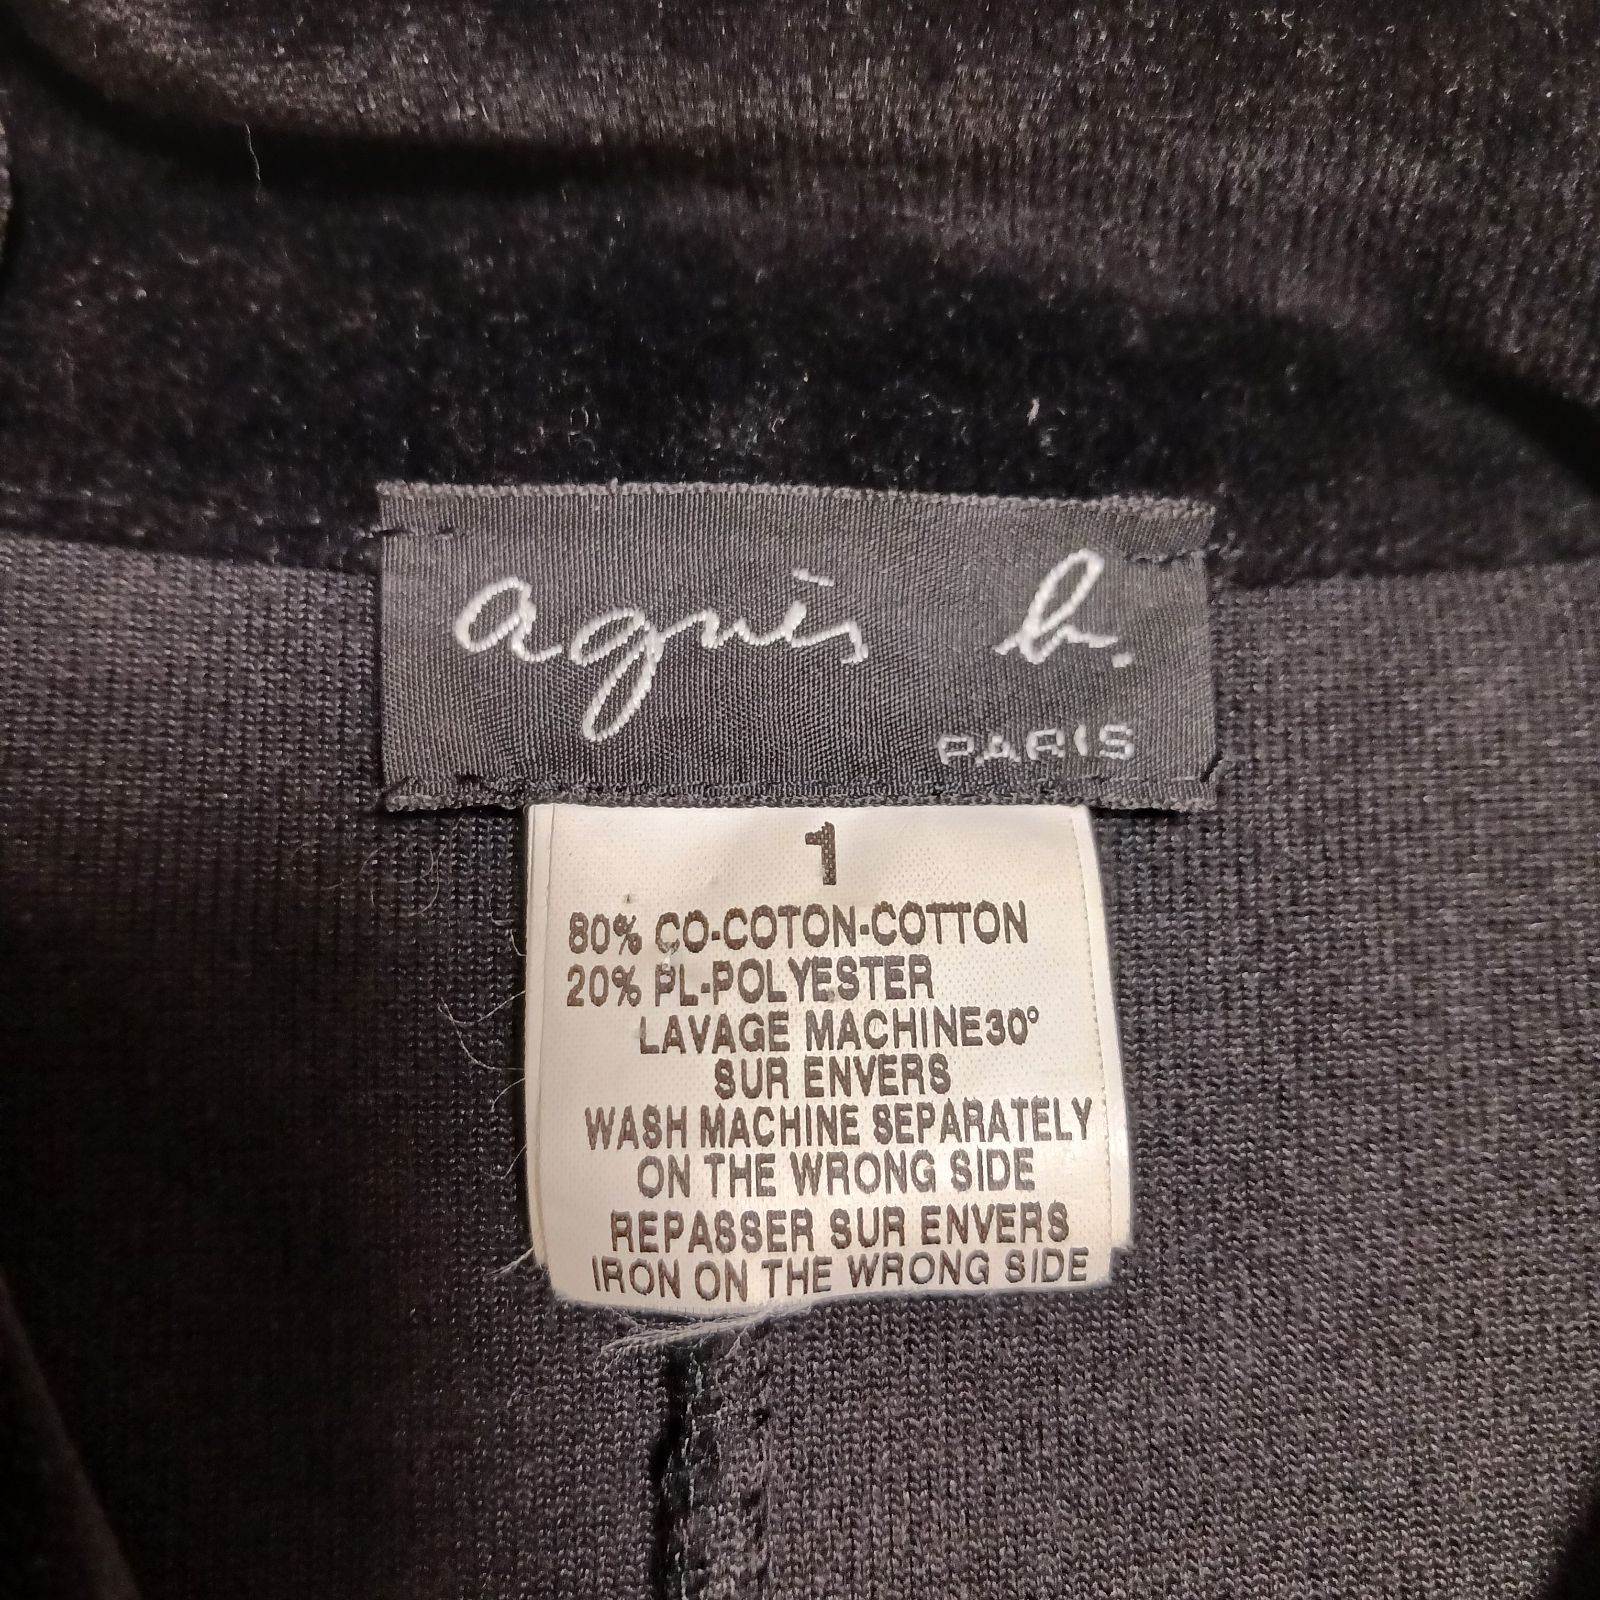 agnès b.
PARIS
1
80% CO-COTON-COTTON
20% PL-POLYESTER
LAVAGE MACHINE30°
SUR ENVERS
WASH MACHINE SEPARATELY
ON THE WRONG SIDE
REPASSER SUR ENVERS
IRON ON THE WRONG SIDE